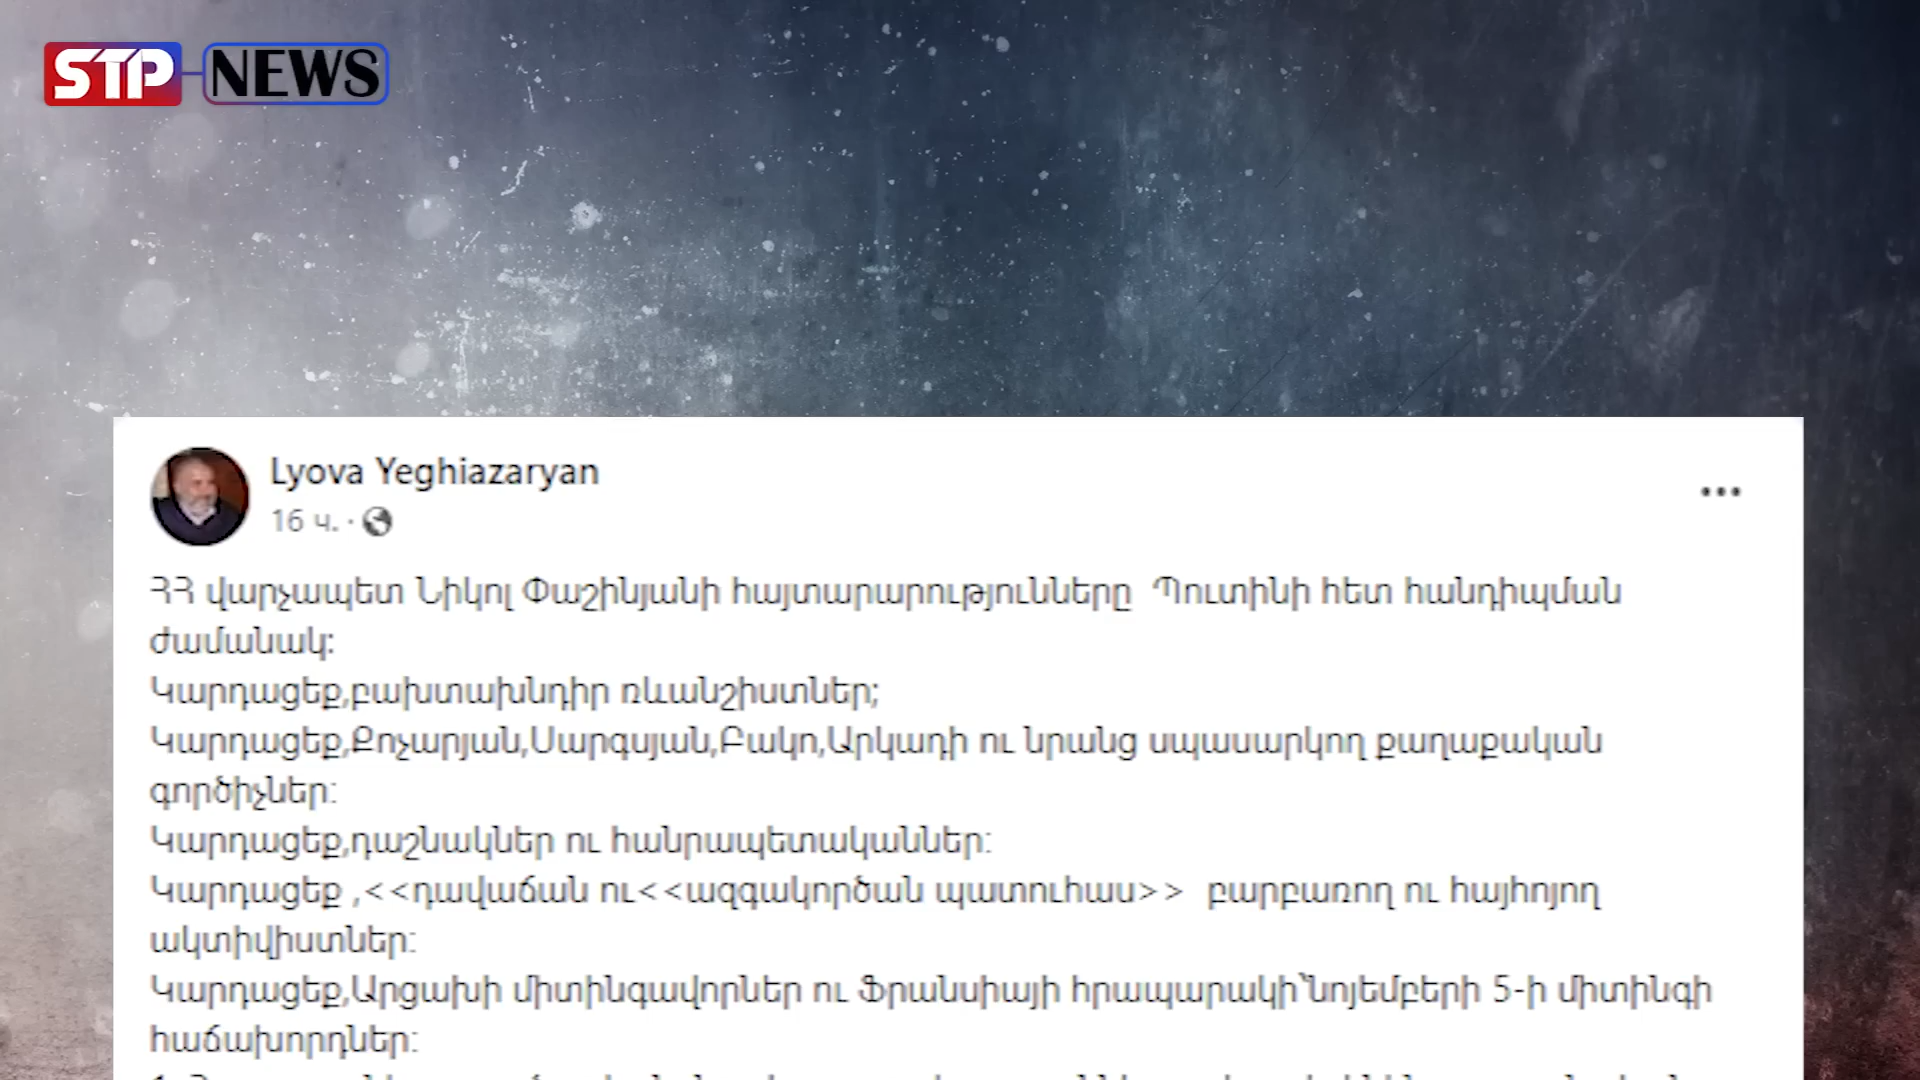 STP NEWS
Lyova Yeghiazaryan
16 ч. ·
ՀՀ վարչապետ Նիկոլ Փաշինյանի հայտարարությունները Պուտինի հետ հանդիպման
ժամանակ:
Կարդացեք,բախտախնդիր ռևանշիստներ;
Կարդացեք,Քոչարյան,Սարգսյան,Բակո,Արկադի ու նրանց սպասարկող քաղաքական
գործիչներ:
Կարդացեք,դաշնակներ ու հանրապետականներ:
Կարդացեք ,<<դավաճան ու<<ազգակործան պատուհաս>> բարբառող ու հայհոյող
ակտիվիստներ:
Կարդացեք,Արցախի միտինգավորներ ու Ֆրանսիայի հրապարակի՝նոյեմբերի 5-ի միտինգի
հաճախորդներ: